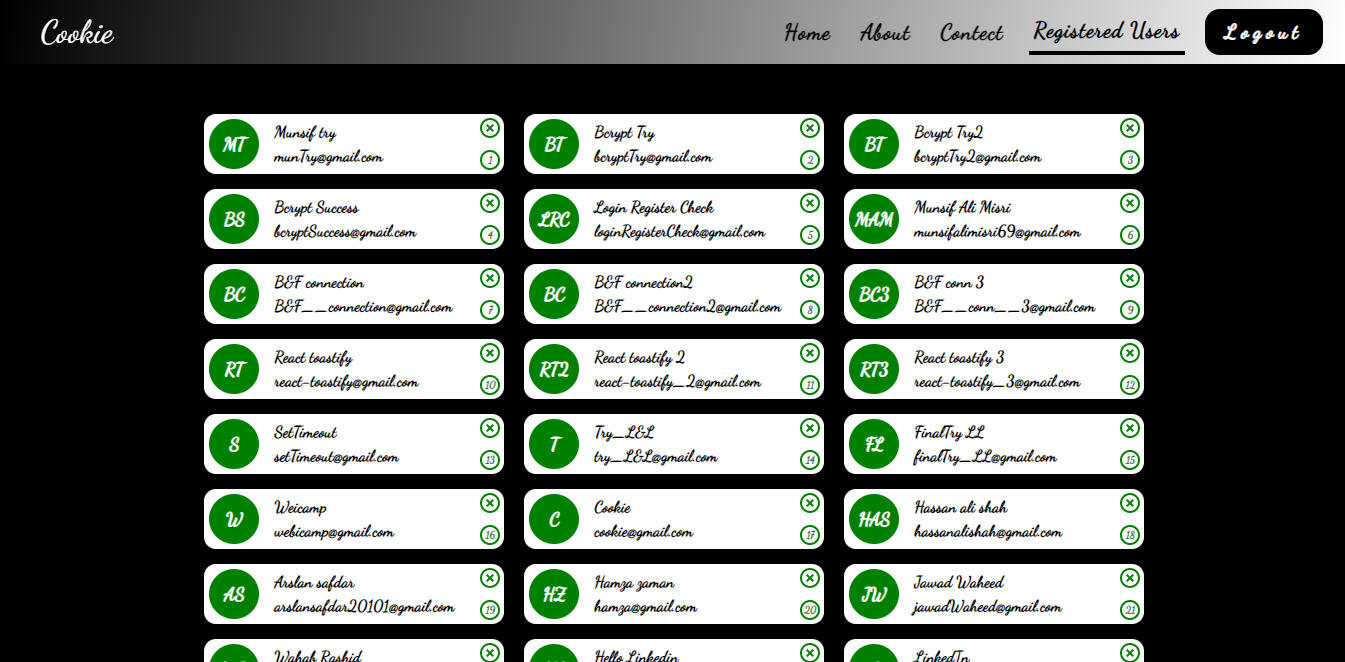 Cookie
Home
About
Contect
Registered Users
Logout
MT
Munsif try
munTry@gmail.com
1
BT
Bcrypt Try
bcryptTry@gmail.com
2
BT
Bcrypt Try2
bcryptTry2@gmail.com
3
BS
Bcrypt Success
bcryptSuccess@gmail.com
4
LRC
Login Register Check
loginRegisterCheck@gmail.com
5
MAM
Munsif Ali Misri
munsifalimisri69@gmail.com
6
BC
B&F connection
B&F__connection@gmail.com
7
BC
B&F connection2
B&F__connection2@gmail.com
8
BC3
B&F conn 3
B&F__conn__3@gmail.com
9
RT
React toastify
react-toastify@gmail.com
10
RT2
React toastify 2
react-toastify_2@gmail.com
11
RT3
React toastify 3
react-toastify_3@gmail.com
12
S
SetTimeout
setTimeout@gmail.com
13
T
Try_L&L
try_L&L@gmail.com
14
FL
FinalTry LL
finalTry_LL@gmail.com
15
W
Weicamp
webicamp@gmail.com
16
C
Cookie
cookie@gmail.com
17
HAS
Hassan ali shah
hassanalishah@gmail.com
18
AS
Arslan safdar
arslansafdar20101@gmail.com
19
HZ
Hamza zaman
hamza@gmail.com
20
JW
Jawad Waheed
jawadWaheed@gmail.com
21
Wahab Rashid
Hello Linkedin
LinkedIn